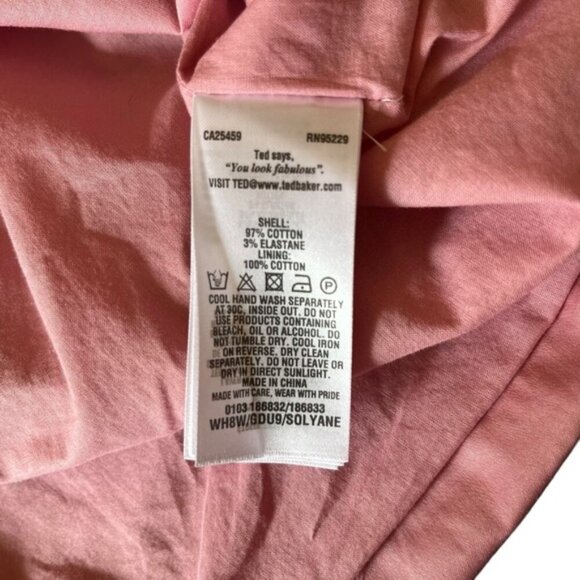 CA25459 RN95229
Ted says,
"You look fabulous".
VISIT TED@www.tedbaker.com
SHELL:
97% COTTON
3% ELASTANE
LINING:
100% COTTON
P
COOL HAND WASH SEPARATELY
AT 30C, INSIDE OUT. DO NOT
USE PRODUCTS CONTAINING
BLEACH, OIL OR ALCOHOL. DO
NOT TUMBLE DRY. COOL IRON
ON REVERSE. DRY CLEAN
SEPARATELY. DO NOT LEAVE OR
DRY IN DIRECT SUNLIGHT.
MADE IN CHINA
MADE WITH CARE, WEAR WITH PRIDE
0103 186832/186833
WH8W/GDU9/SOLYANE